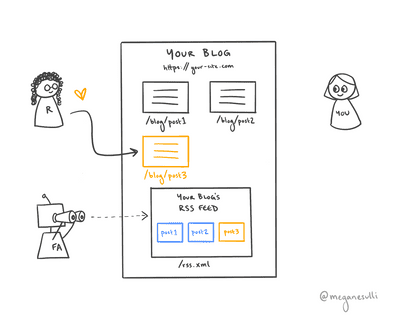 YOUR BLOG
https://your-site.com
/blog/post1
/blog/post2
R
YOU
/blog/post3
YOUR BLOG'S
RSS FEED
post1
post2
post3
FA
/rss.xml
@meganesulli